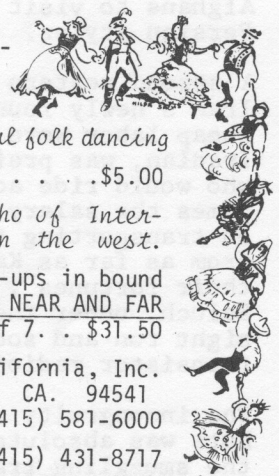 al folk dancing
. . . .$5.00
ho of Inter-
n the west.
-ups in bound
NEAR AND FAR
f 7. . $31.50
ifornia, Inc.
CA. 94541
415) 581-6000
415) 431-8717